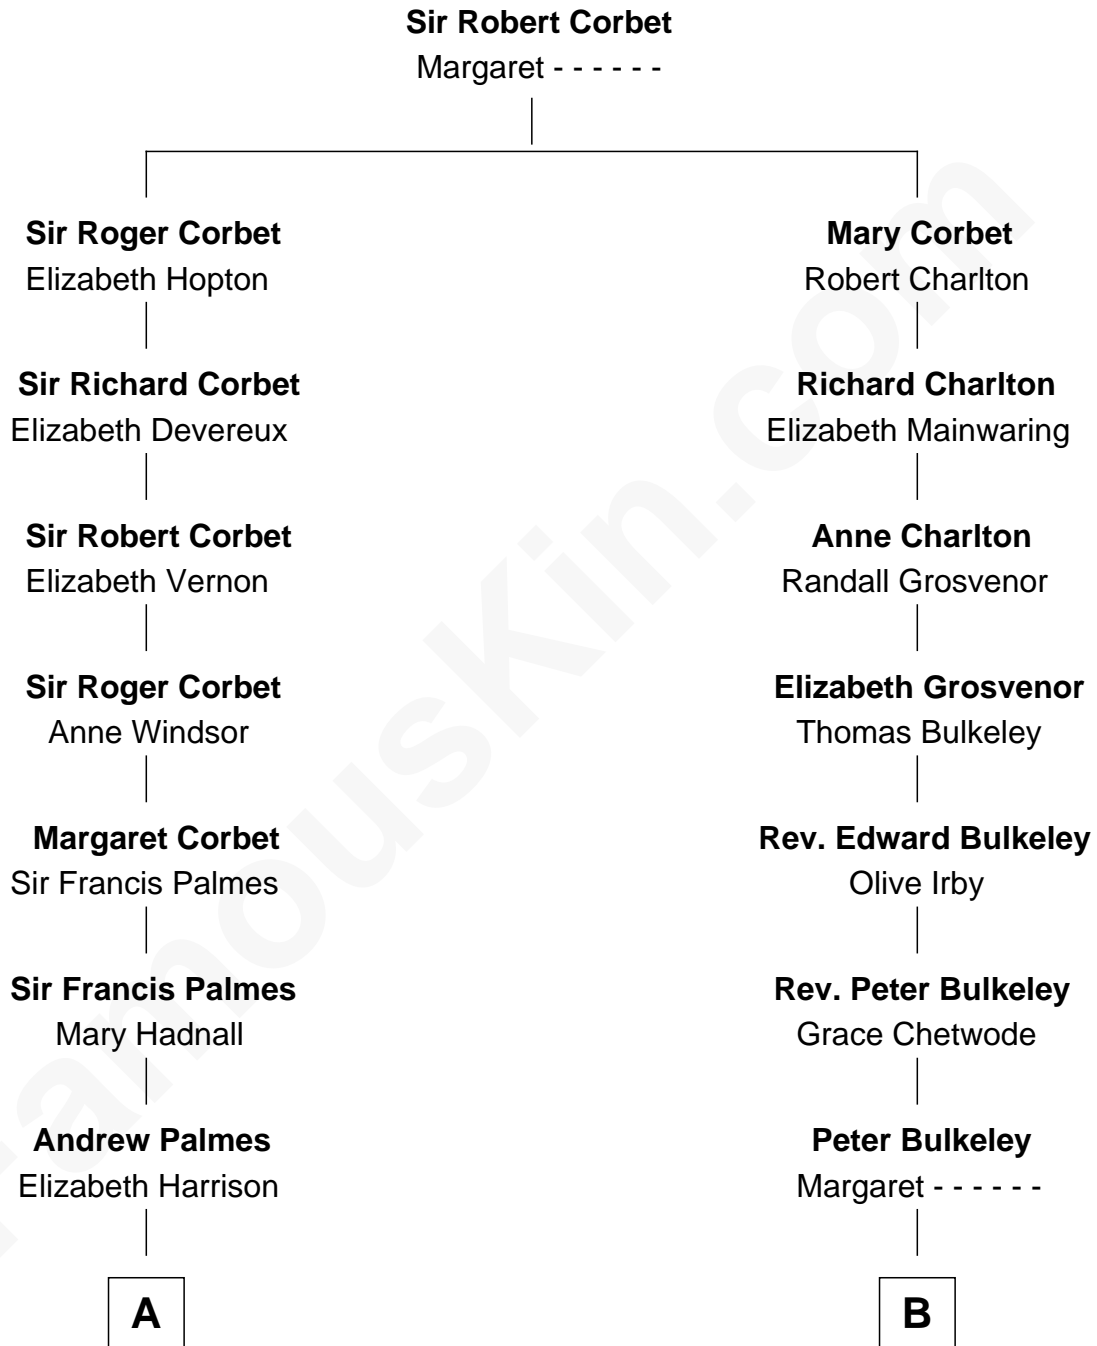 Sir Robert Corbet
Margaret - - - - - -
Sir Roger Corbet
Elizabeth Hopton
Mary Corbet
Robert Charlton
Sir Richard Corbet
Elizabeth Devereux
Richard Charlton
Elizabeth Mainwaring
Sir Robert Corbet
Elizabeth Vernon
Anne Charlton
Randall Grosvenor
Sir Roger Corbet
Anne Windsor
Elizabeth Grosvenor
Thomas Bulkeley
Margaret Corbet
Sir Francis Palmes
Rev. Edward Bulkeley
Olive Irby
Sir Francis Palmes
Mary Hadnall
Rev. Peter Bulkeley
Grace Chetwode
Andrew Palmes
Elizabeth Harrison
Peter Bulkeley
Margaret - - - - - -
A
B
FamousKin.com